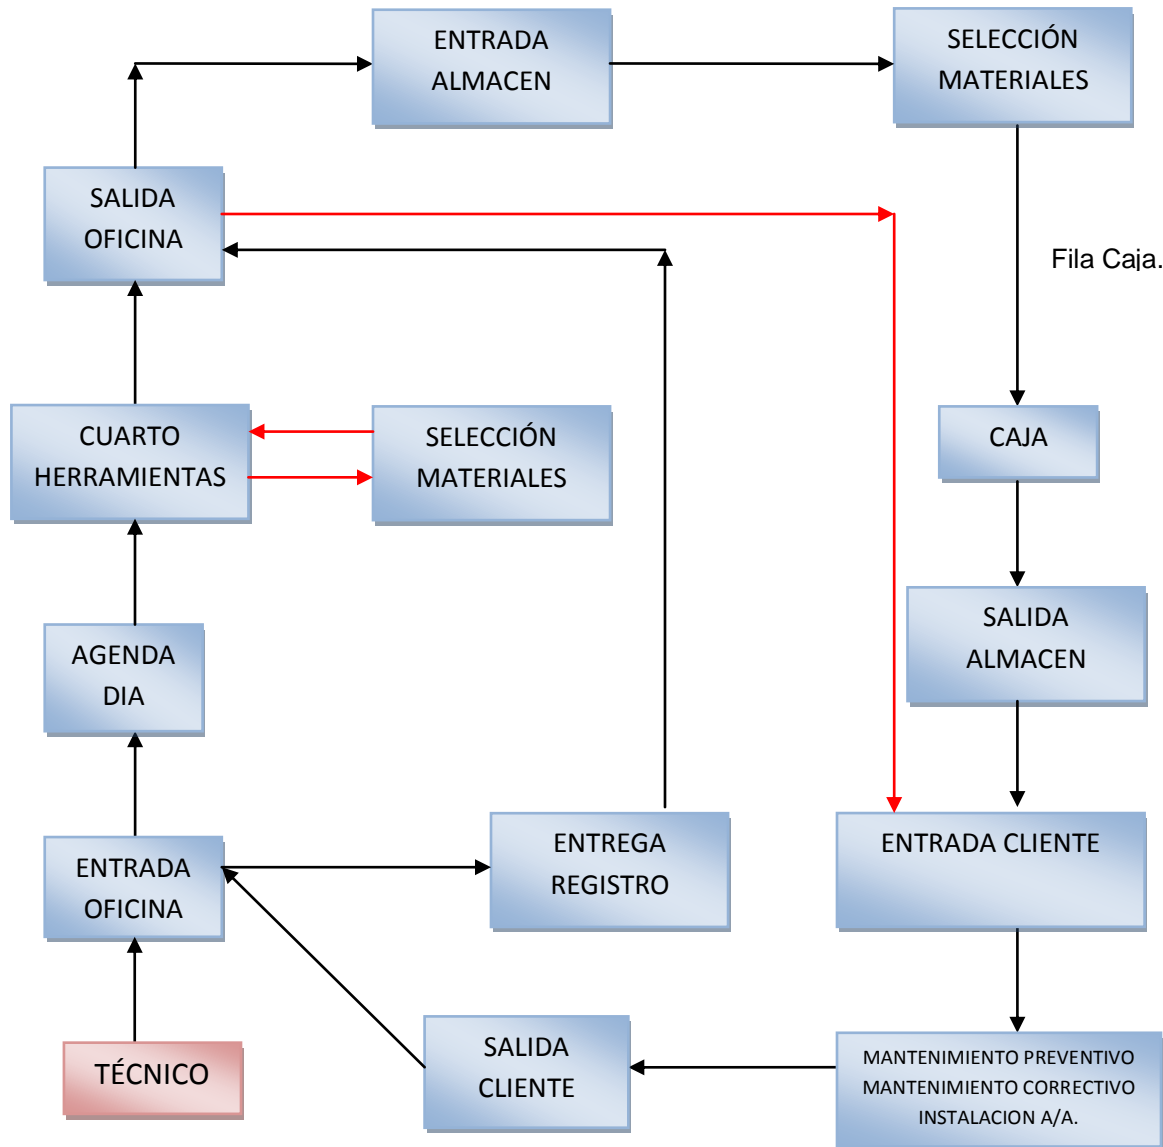 ENTRADA
ALMACEN
SELECCIÓN
MATERIALES
SALIDA
OFICINA
Fila Caja.
CUARTO
HERRAMIENTAS
SELECCIÓN
MATERIALES
CAJA
SALIDA
ALMACEN
AGENDA
DIA
ENTRADA
OFICINA
ENTREGA
REGISTRO
ENTRADA CLIENTE
TÉCNICO
SALIDA
CLIENTE
MANTENIMIENTO PREVENTIVO
MANTENIMIENTO CORRECTIVO
INSTALACION A/A.